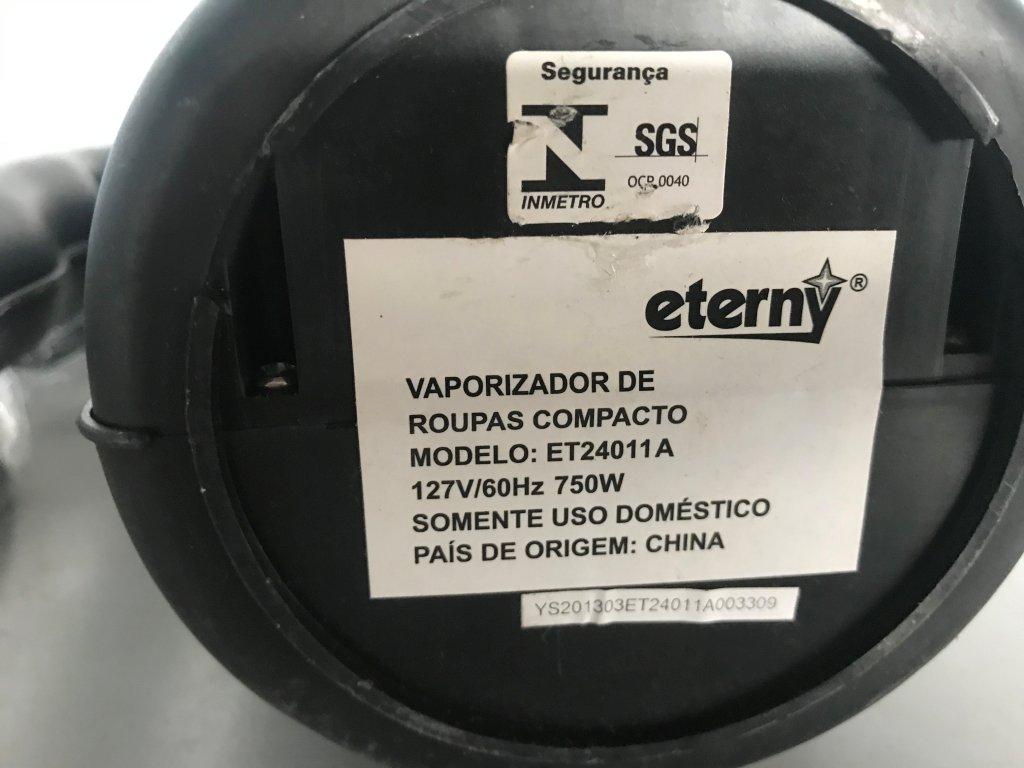 Segurança
N
SGS
OCP 0040
INMETRO
eterny®
VAPORIZADOR DE
ROUPAS COMPACTO
MODELO: ET24011A
127V/60Hz 750W
SOMENTE USO DOMÉSTICO
PAÍS DE ORIGEM: CHINA
YS201303ET24011A003309